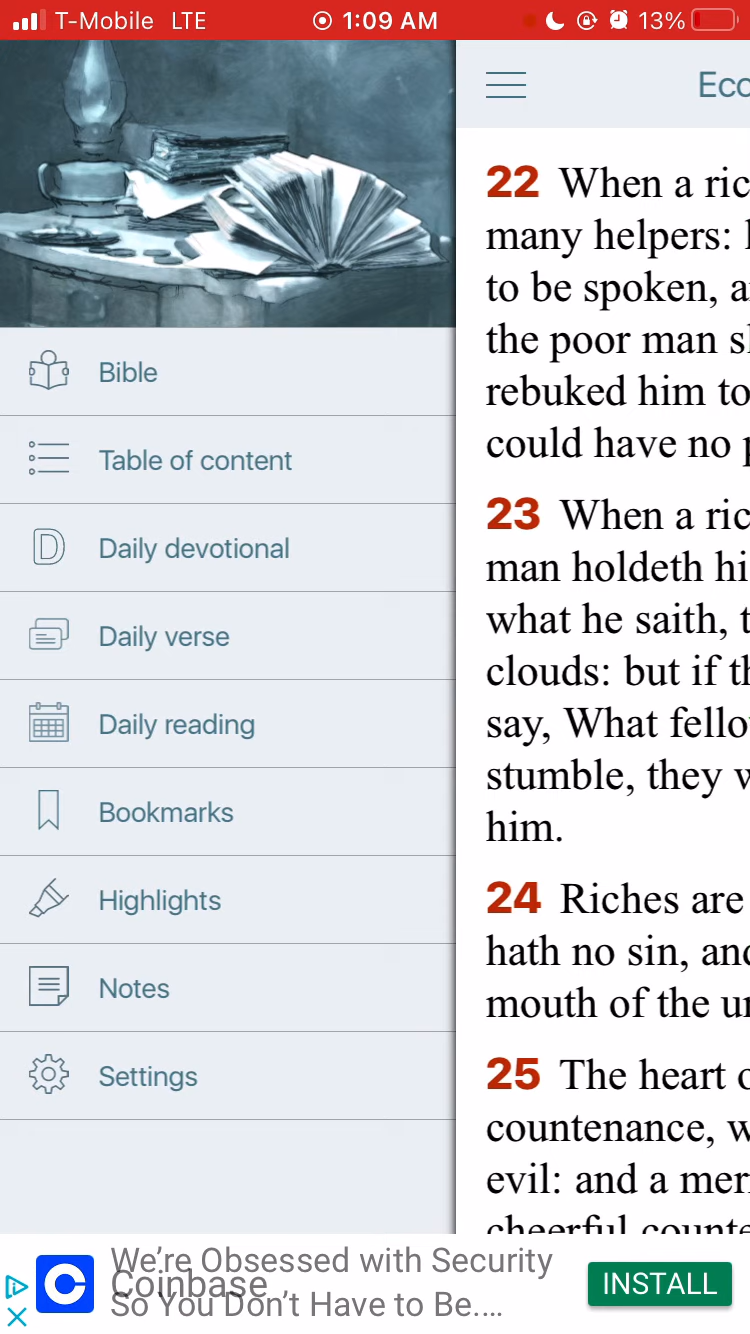 T-Mobile LTE 1:09 AM 13%
Bible
Table of content
Daily devotional
Daily verse
Daily reading
Bookmarks
Highlights
Notes
Settings
Ecc
22 When a ric
many helpers:
to be spoken, a
the poor man s
rebuked him to
could have no p
23 When a ric
man holdeth hi
what he saith, t
clouds: but if th
say, What fello
stumble, they w
him.
24 Riches are
hath no sin, and
mouth of the un
25 The heart o
countenance, w
evil: and a mer
cheerful counte
We're Obsessed with Security
Coinbase
So You Don't Have to Be....
INSTALL